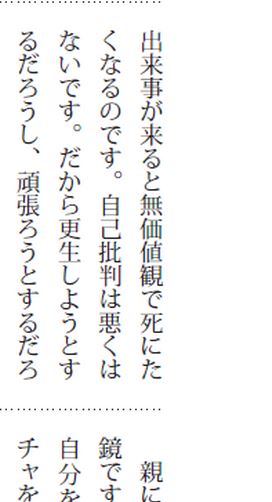 出来事が来ると無価値観で死にた
くなるのです。自己批判は悪くは
ないです。だから更生しようとす
るだろうし、頑張ろうとするだろ
親に
鏡です
自分を
チャを